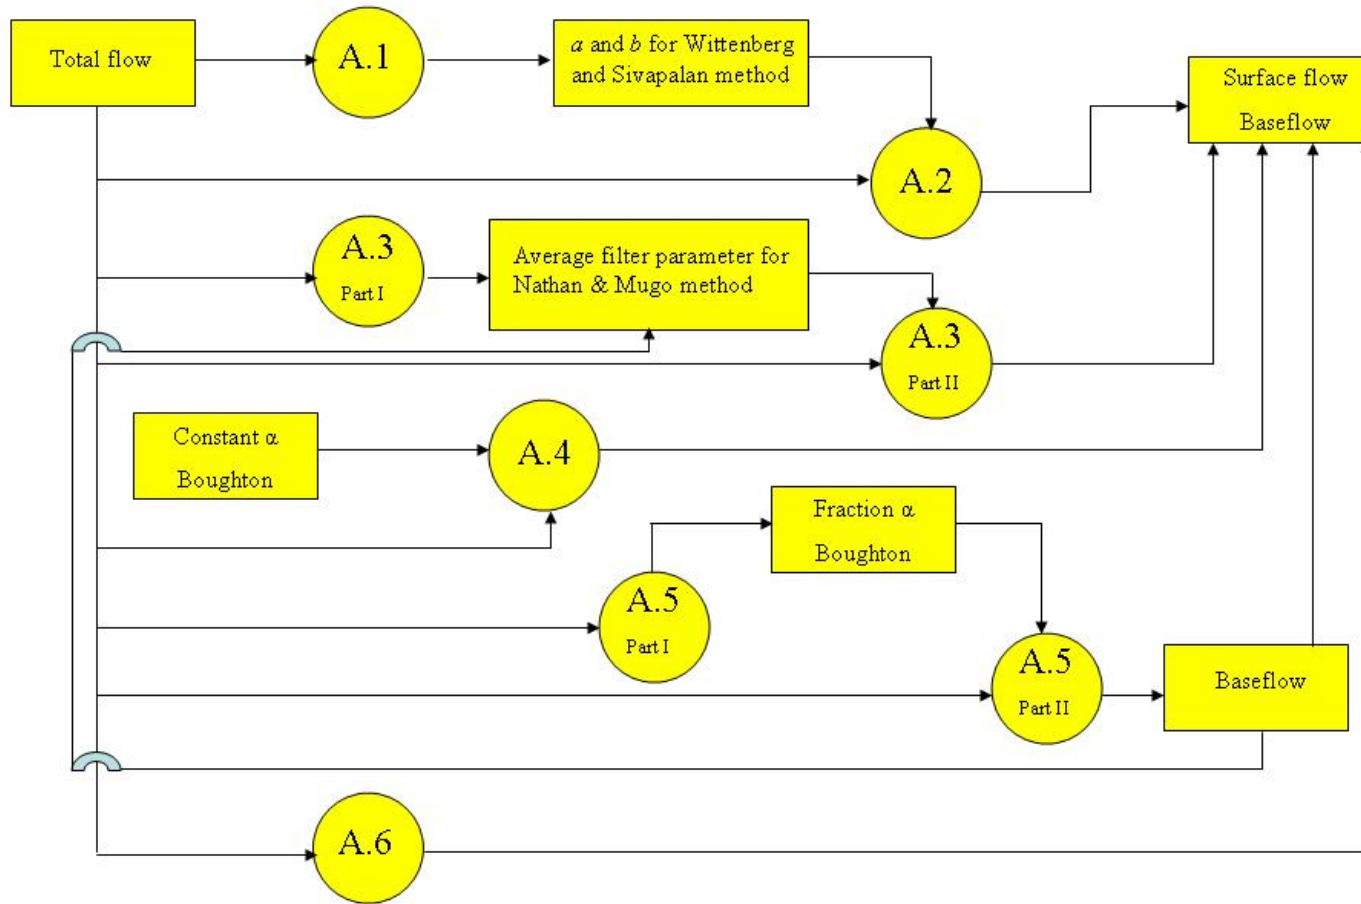 Total flow
A.1
a and b for Wittenberg
and Sivapalan method
Surface flow
Baseflow
A.2
A.3
Part I
Average filter parameter for
Nathan & Mugo method
A.3
Part II
Constant α
Boughton
A.4
Fraction α
Boughton
A.5
Part I
A.5
Part II
Baseflow
A.6